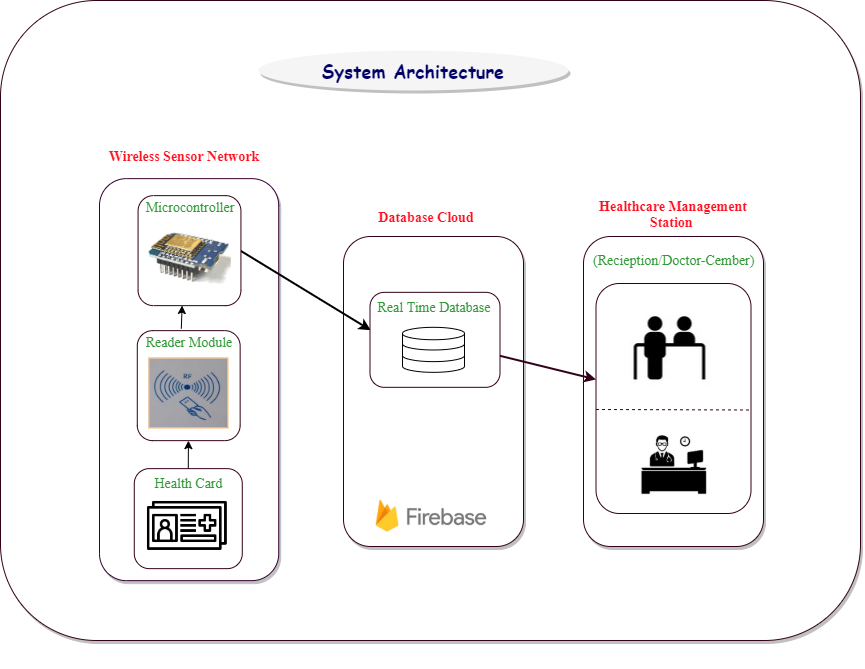 System Architecture
Wireless Sensor Network
Microcontroller
Reader Module
RF
Health Card
Database Cloud
Real Time Database
Firebase
Healthcare Management
Station
(Recieption/Doctor-Cember)